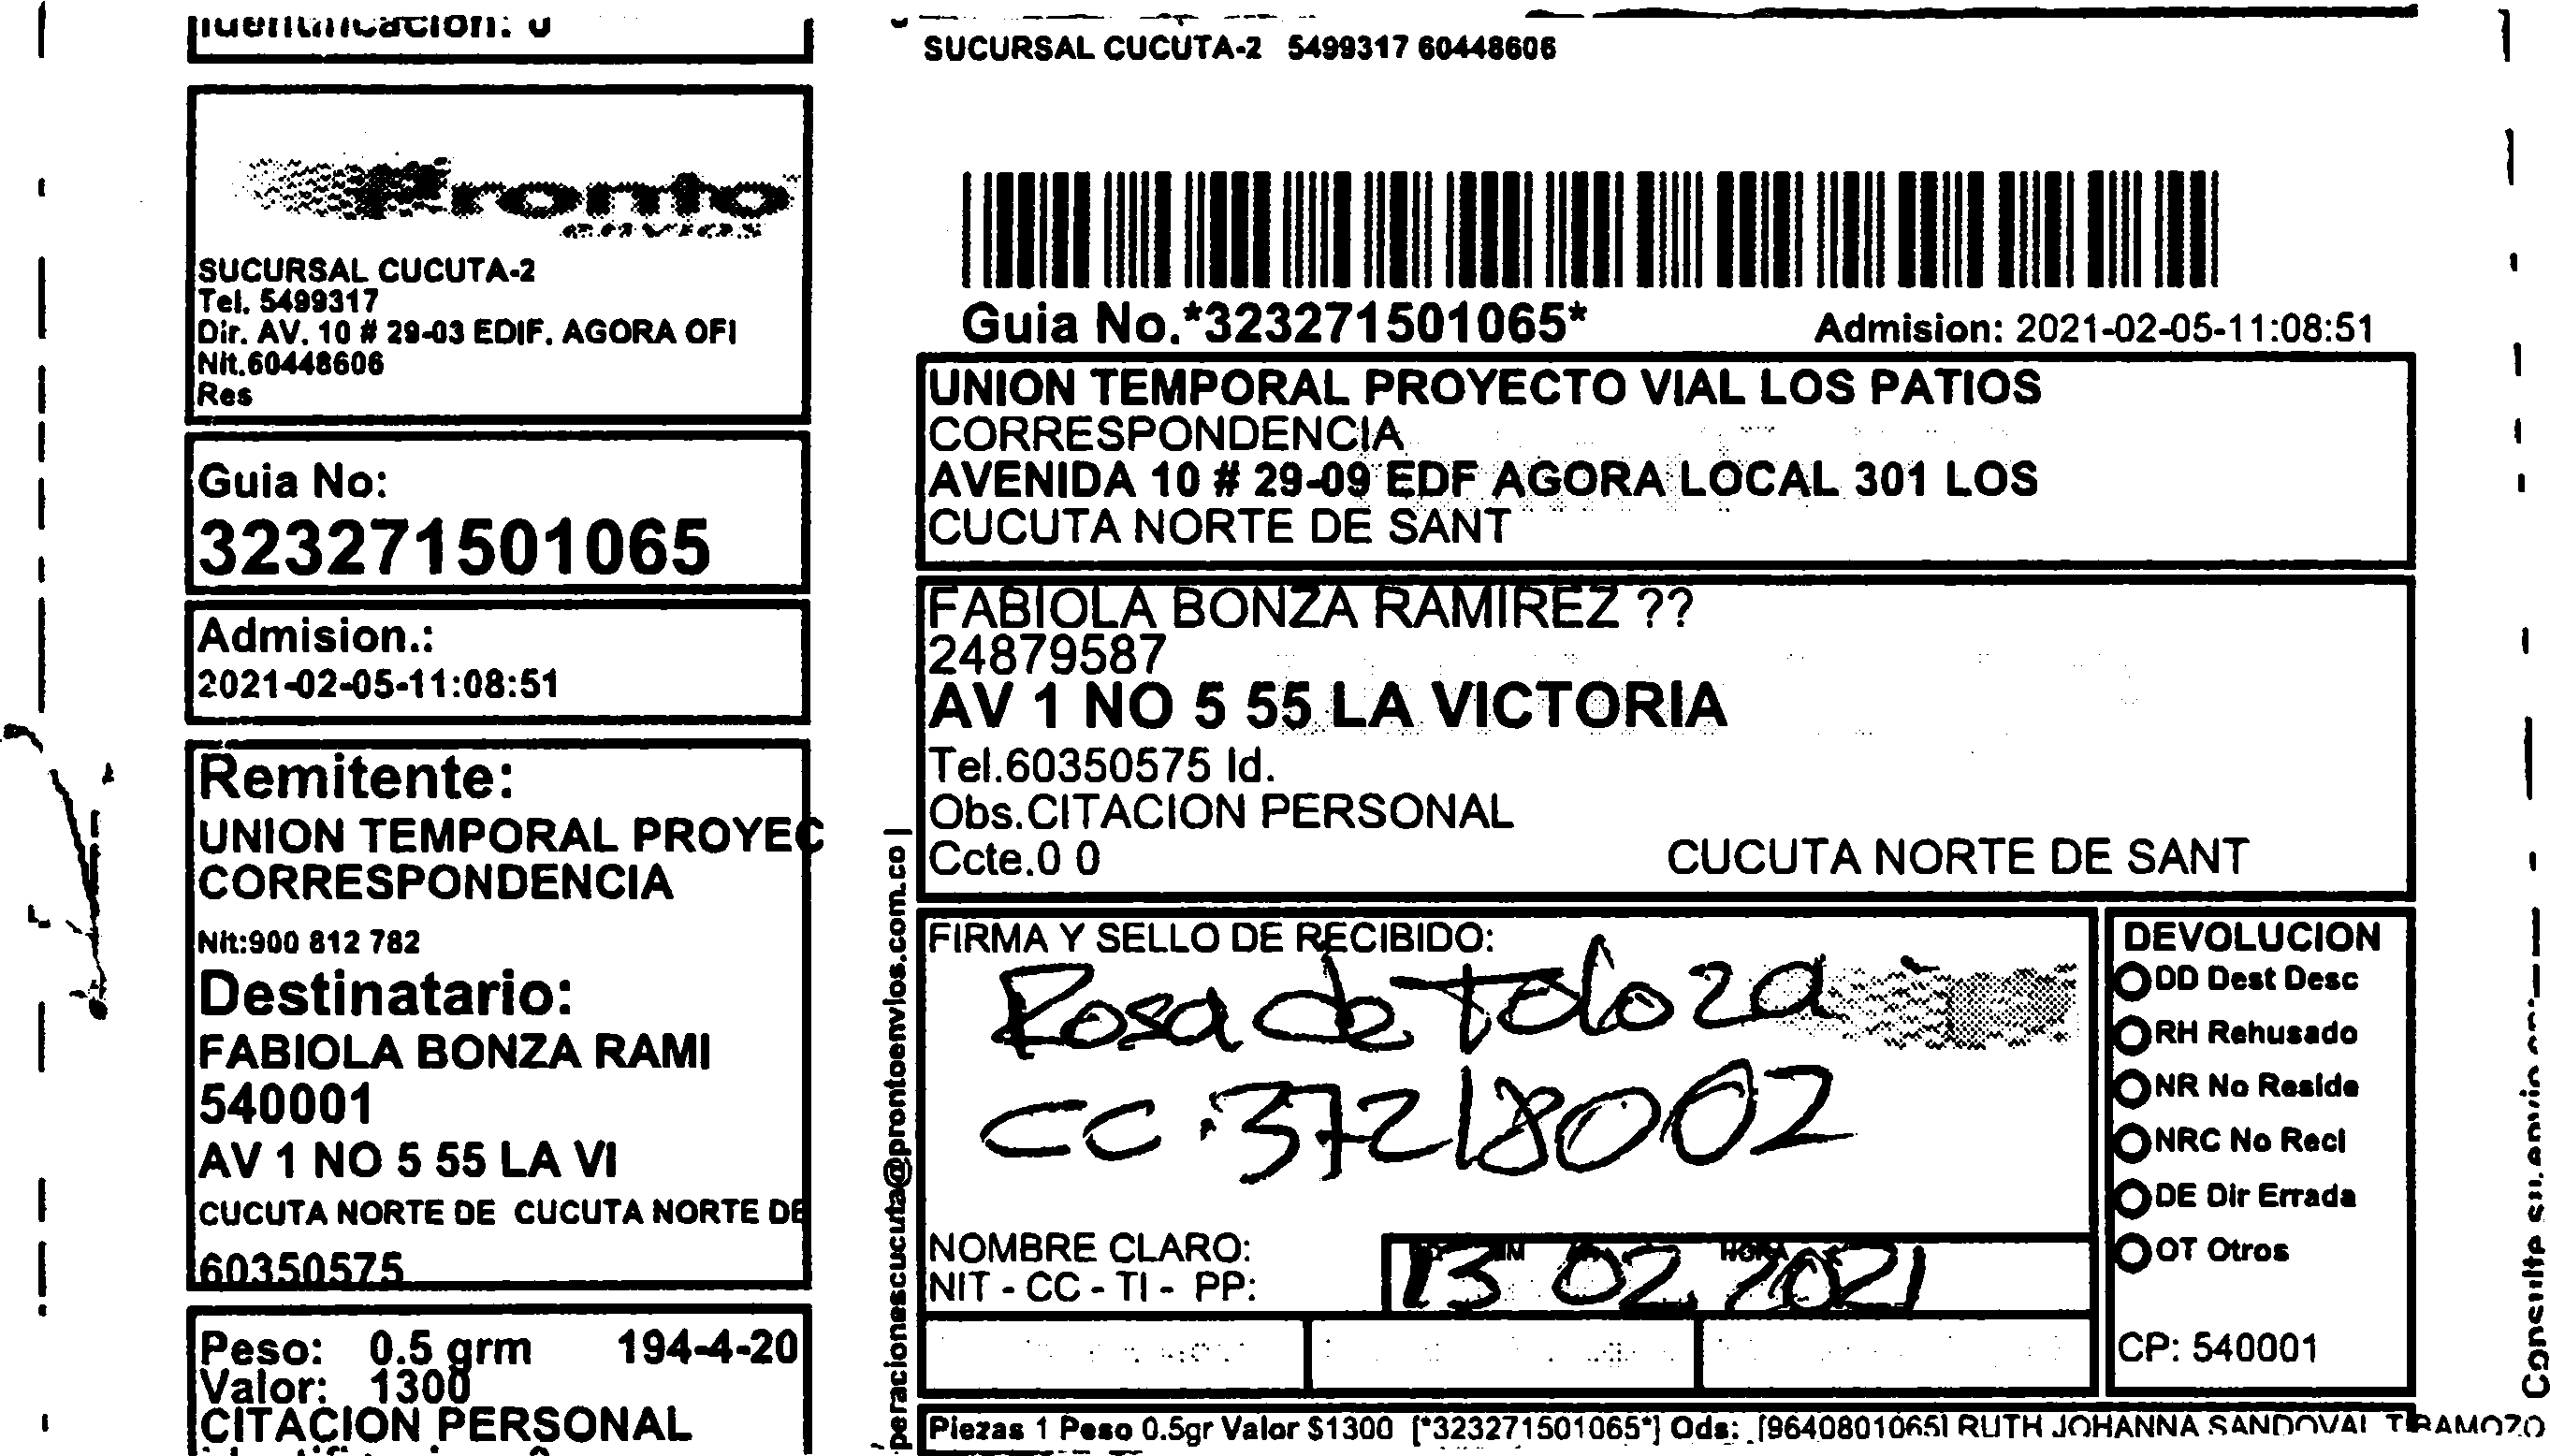 SUCURSAL CUCUTA-2
Tel. 5499317
Dir. AV. 10 # 29-03 EDIF. AGORA OFI
Nit.60448606
Res
Guia No:
323271501065
Admision.:
2021-02-05-11:08:51
Remitente:
UNION TEMPORAL PROYEC
CORRESPONDENCIA
Nit:900 812 782
Destinatario:
FABIOLA BONZA RAMI
540001
AV 1 NO 5 55 LA VI
CUCUTA NORTE DE CUCUTA NORTE DE
60350575
Peso: 0.5 grm 194-4-20
Valor: 1300
CITACION PERSONAL
SUCURSAL CUCUTA-2 5499317 60448606
Guia No.*323271501065* Admision: 2021-02-05-11:08:51
UNION TEMPORAL PROYECTO VIAL LOS PATIOS
CORRESPONDENCIA
AVENIDA 10 # 29-09 EDF AGORA LOCAL 301 LOS
CUCUTA NORTE DE SANT
FABIOLA BONZA RAMIREZ ??
24879587
AV 1 NO 5 55 LA VICTORIA
Tel.60350575 Id.
Obs.CITACION PERSONAL
Ccte.0 0 CUCUTA NORTE DE SANT
FIRMA Y SELLO DE RECIBIDO:
Rosa de Toloza
CC.37218002
NOMBRE CLARO:
NIT - CC - TI - PP:
13 02 2021
DEVOLUCION
DD Dest Desc
RH Rehusado
NR No Reside
NRC No Recl
DE Dir Errada
OT Otros
CP: 540001
Piezas 1 Peso 0.5gr Valor $1300 [*323271501065*] Ods: [9640801065] RUTH JOHANNA SANDOVAL
peracionescucuta@prontoenvios.com.co |
Consulte su envio